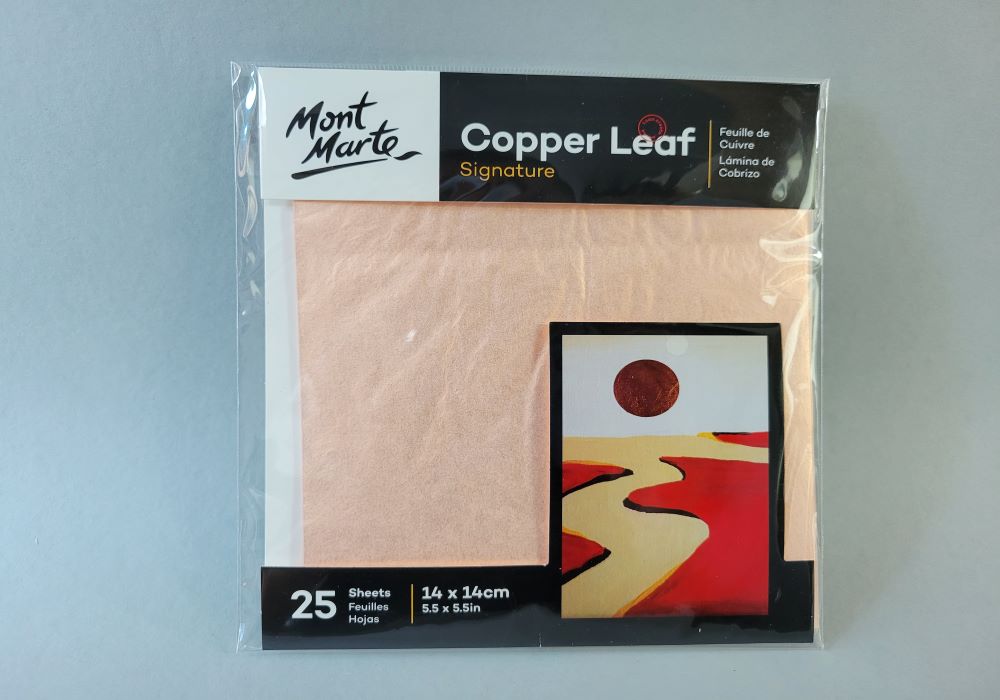 Mont
Marte
Copper Leaf
Signature
Feuille de
Cuivre
Lámina de
Cobrizo
25
Sheets
Feuilles
Hojas
14 x 14cm
5.5 x 5.5in